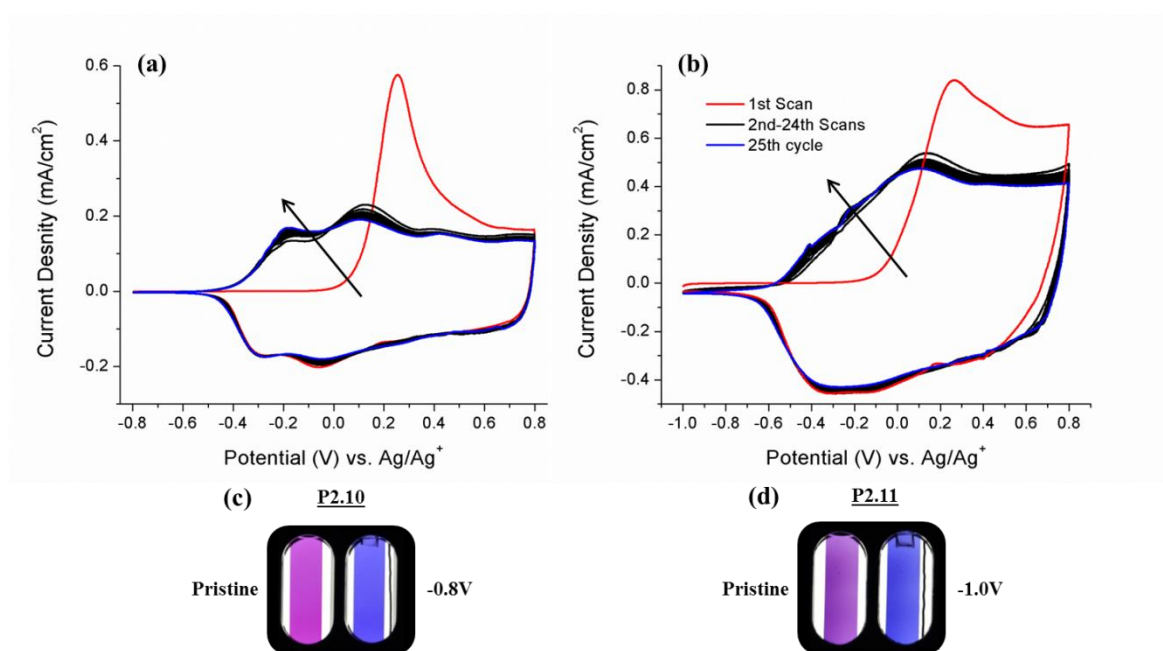 (a)
0.6
0.4
0.2
0.0
-0.2
Current Desnity (mA/cm²)
-0.8 -0.6 -0.4 -0.2 0.0 0.2 0.4 0.6 0.8
Potential (V) vs. Ag/Ag⁺
(b)
1st Scan
2nd-24th Scans
25th cycle
0.8
0.6
0.4
0.2
0.0
-0.2
-0.4
Current Density (mA/cm²)
-1.0 -0.8 -0.6 -0.4 -0.2 0.0 0.2 0.4 0.6 0.8
Potential (V) vs. Ag/Ag⁺
(c) P2.10
Pristine -0.8V
(d) P2.11
Pristine -1.0V